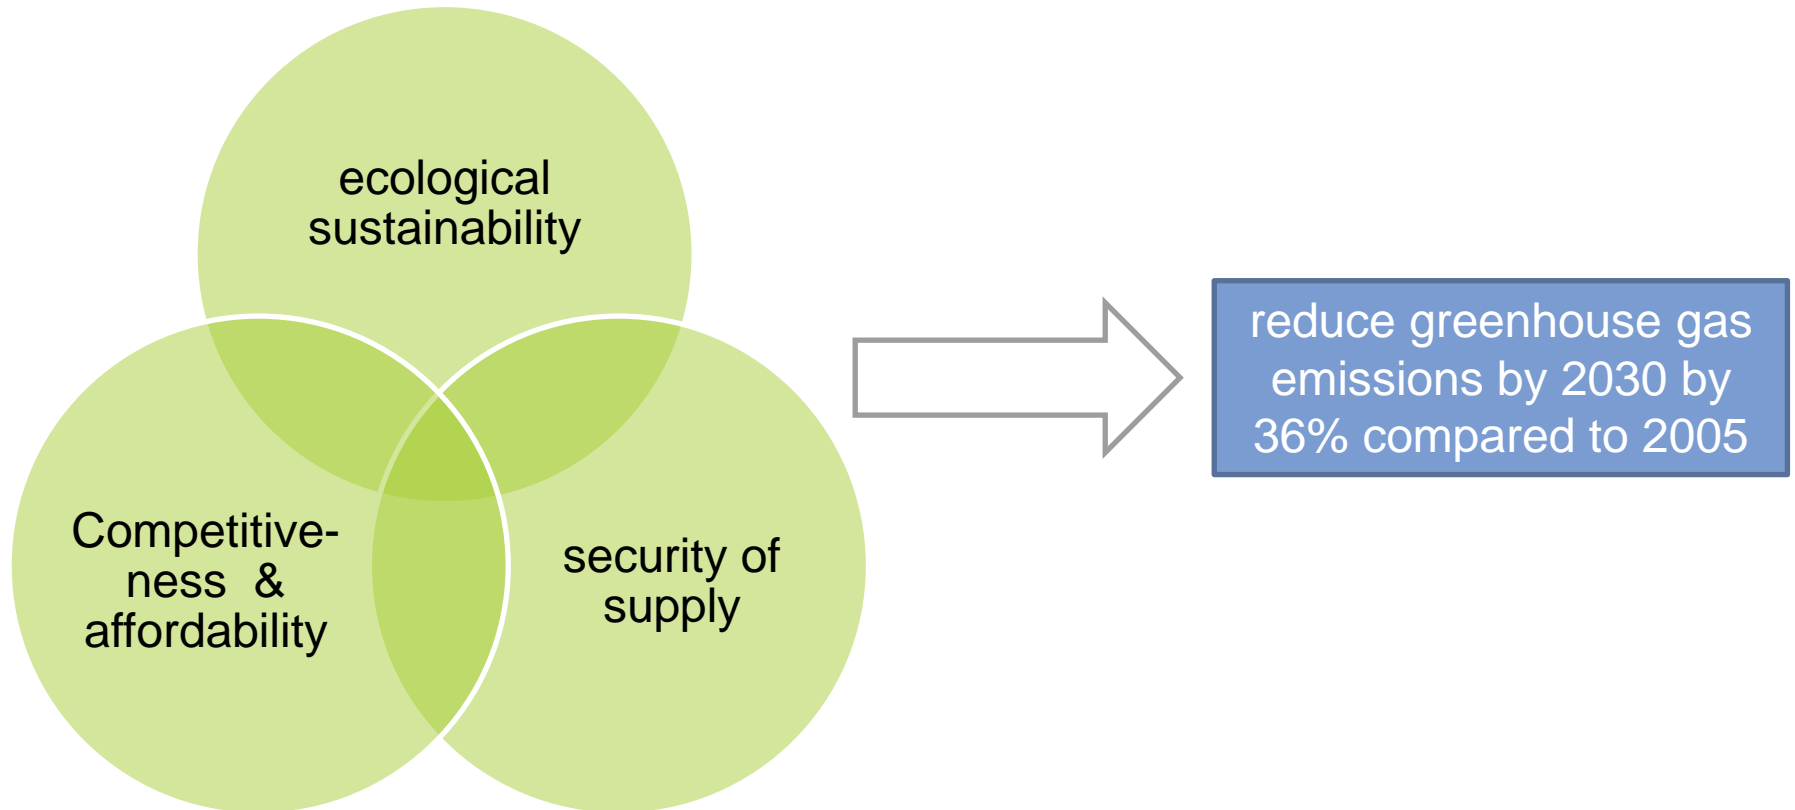 ecological
sustainability
Competitive-
ness  &
affordability
security of
supply
reduce greenhouse gas
emissions by 2030 by
36% compared to 2005